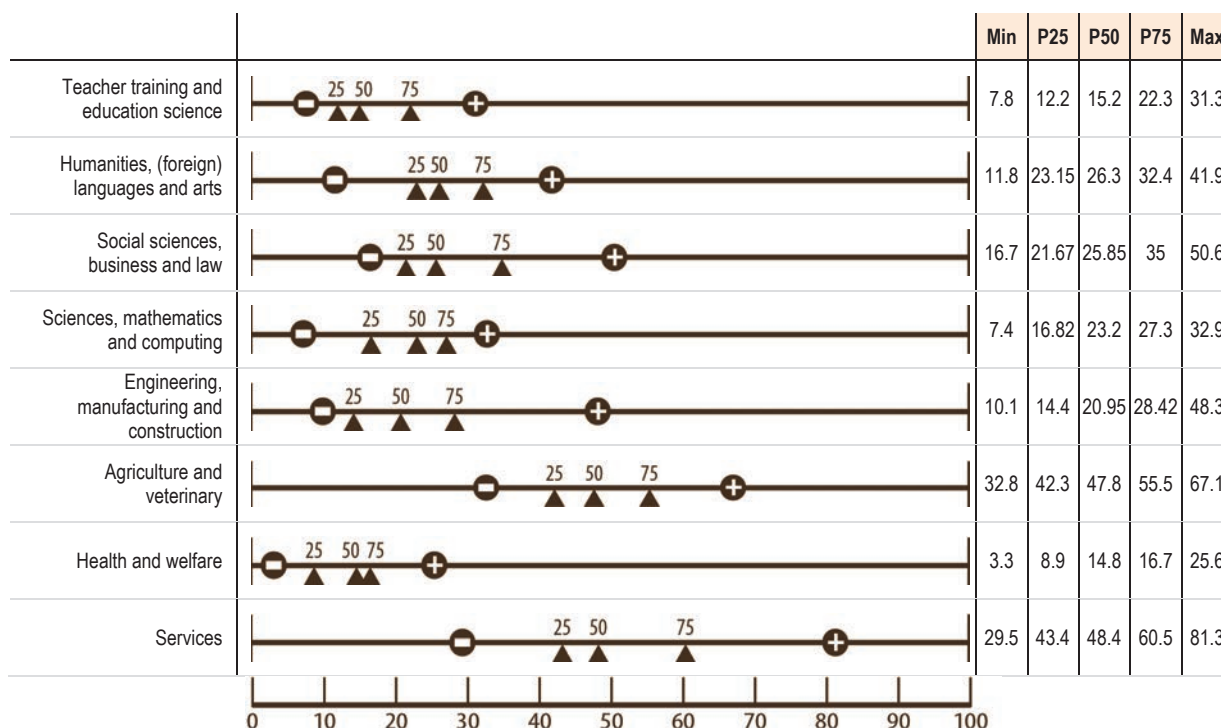 Min P25 P50 P75 Max
Teacher training and
education science
25 50 75
7.8 12.2 15.2 22.3 31.3
Humanities, (foreign)
languages and arts
25 50 75
11.8 23.15 26.3 32.4 41.9
Social sciences,
business and law
25 50 75
16.7 21.67 25.85 35 50.6
Sciences, mathematics
and computing
25 50 75
7.4 16.82 23.2 27.3 32.9
Engineering,
manufacturing and
construction
25 50 75
10.1 14.4 20.95 28.42 48.3
Agriculture and
veterinary
25 50 75
32.8 42.3 47.8 55.5 67.1
Health and welfare
25 50 75
3.3 8.9 14.8 16.7 25.6
Services
25 50 75
29.5 43.4 48.4 60.5 81.3
0 10 20 30 40 50 60 70 80 90 100